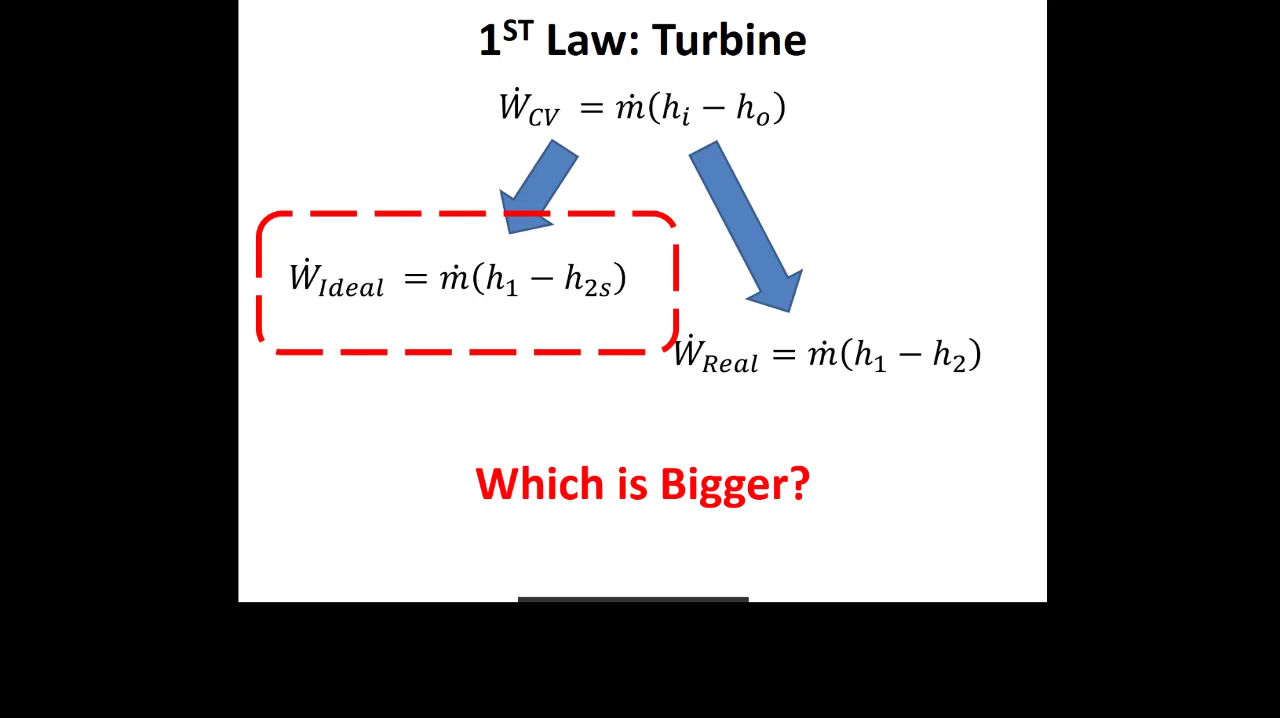 1ST Law: Turbine
Ẇ_CV = ṁ(h_i − h_o)
Ẇ_Ideal = ṁ(h_1 − h_2s)
Ẇ_Real = ṁ(h_1 − h_2)
Which is Bigger?